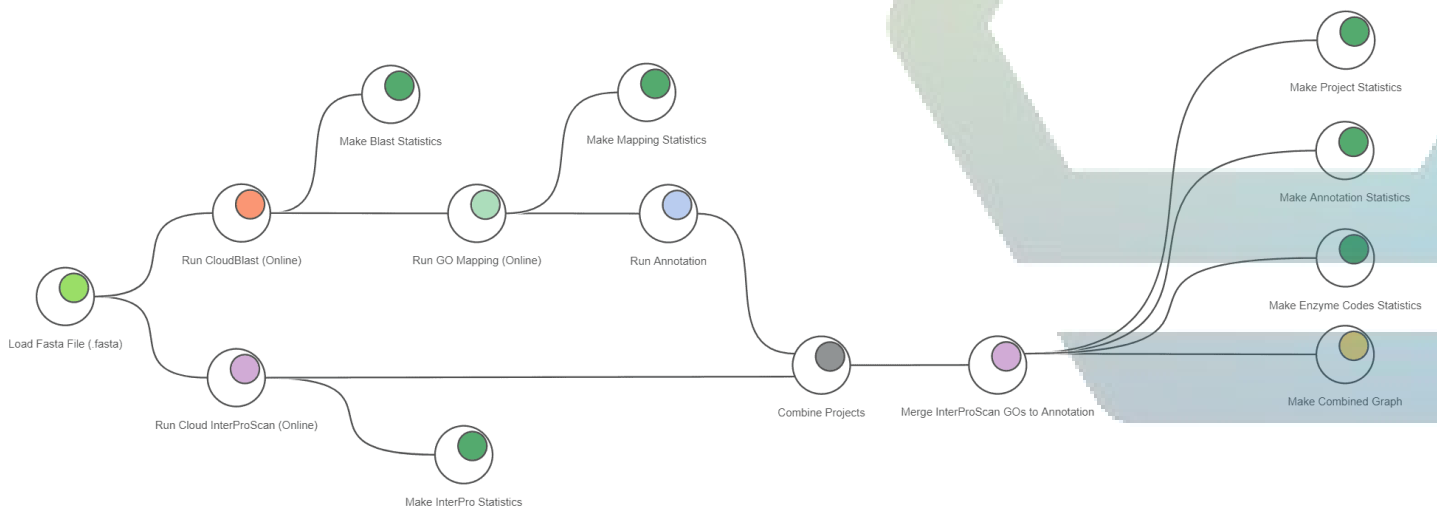 Make Project Statistics
Make Blast Statistics
Make Mapping Statistics
Make Annotation Statistics
Run CloudBlast (Online)
Run GO Mapping (Online)
Run Annotation
Make Enzyme Codes Statistics
Load Fasta File (.fasta)
Combine Projects
Merge InterProScan GOs to Annotation
Make Combined Graph
Run Cloud InterProScan (Online)
Make InterPro Statistics